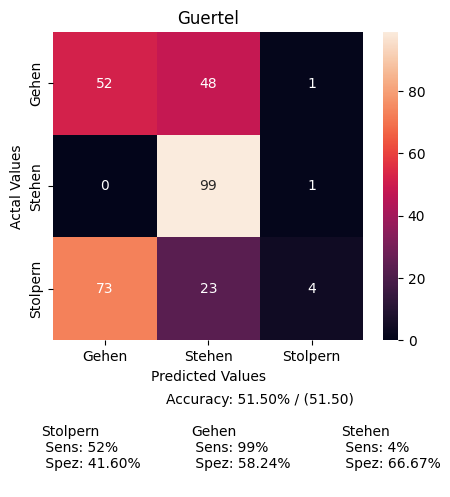 Guertel
Gehen 52 48 1
Stehen 0 99 1
Stolpern 73 23 4
Actal Values
Gehen Stehen Stolpern
Predicted Values
80
60
40
20
0
Accuracy: 51.50% / (51.50)
Stolpern Gehen Stehen
Sens: 52% Sens: 99% Sens: 4%
Spez: 41.60% Spez: 58.24% Spez: 66.67%